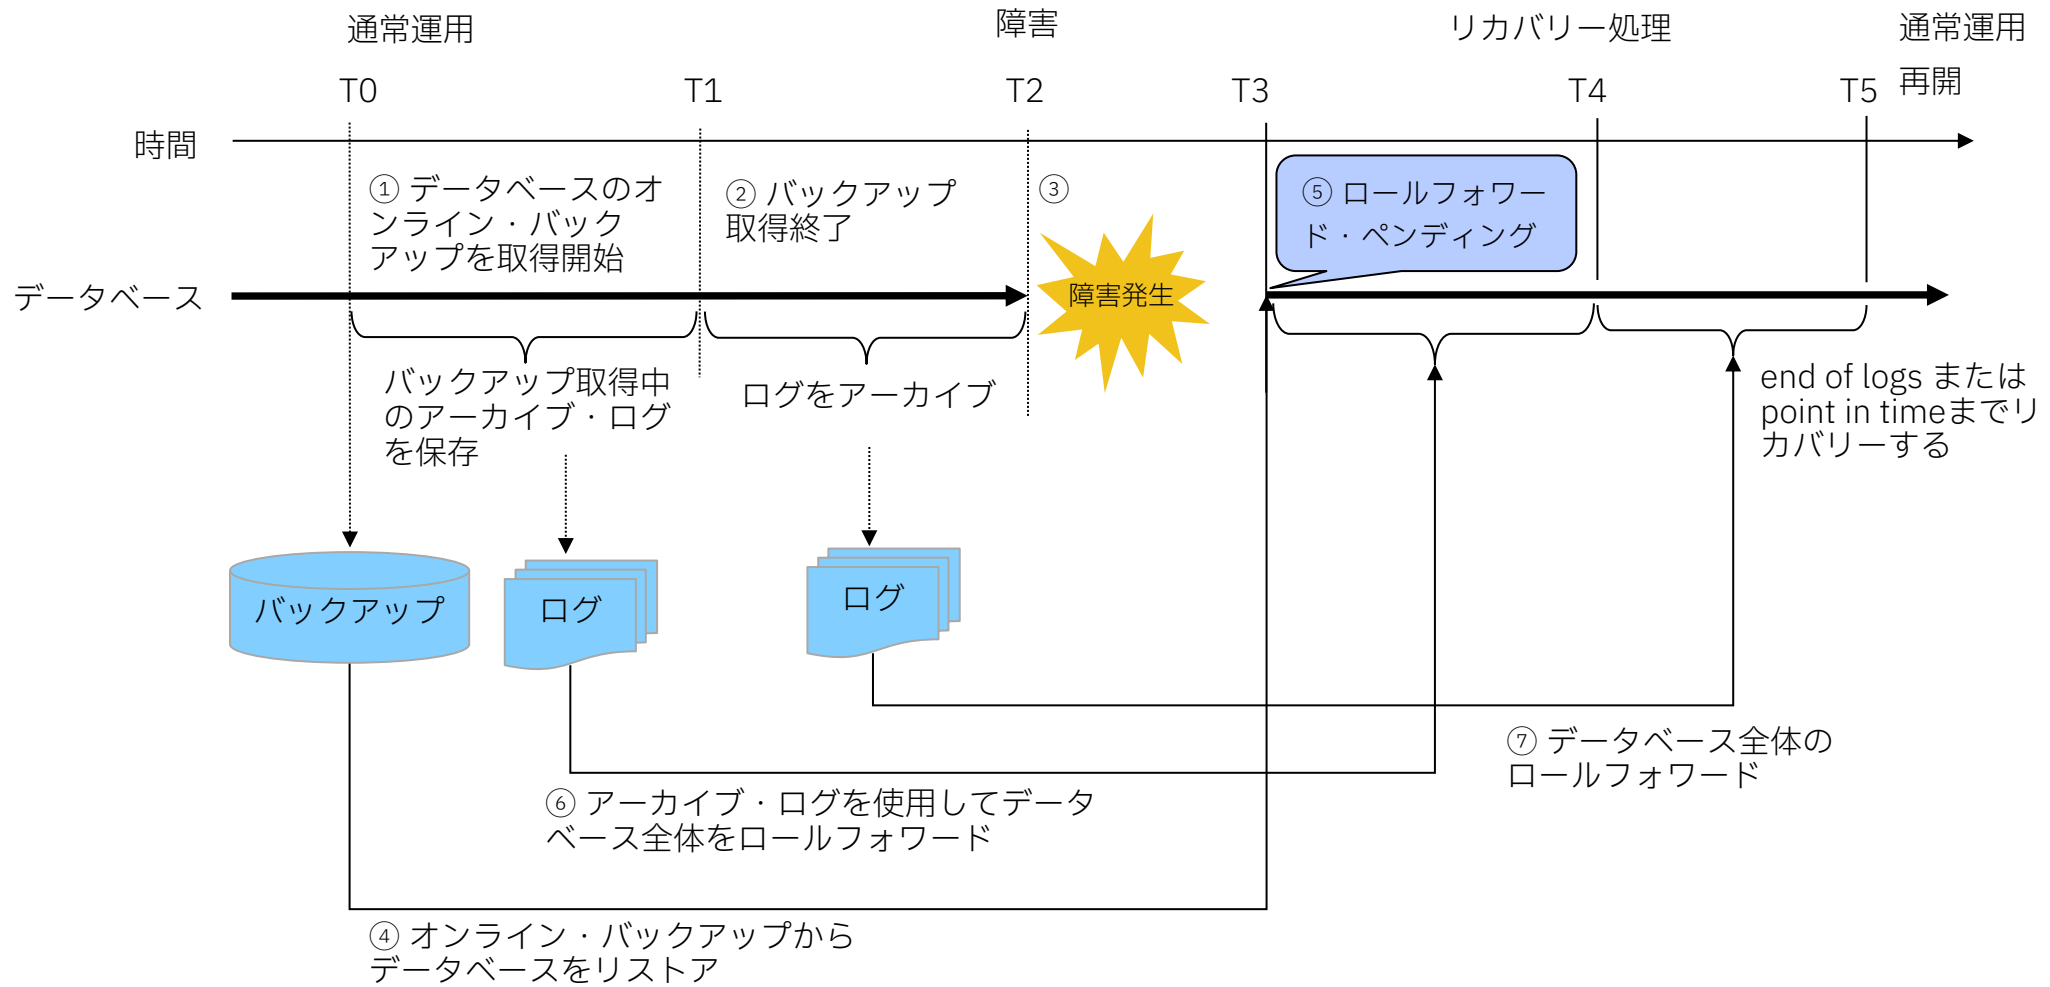 通常運用
障害
リカバリー処理
通常運用
再開
T0
T1
T2
T3
T4
T5
時間
① データベースのオ
ンライン・バック
アップを取得開始
② バックアップ
取得終了
③
⑤ ロールフォワー
ド・ペンディング
データベース
障害発生
バックアップ取得中
のアーカイブ・ログ
を保存
ログをアーカイブ
end of logs または
point in timeまでリ
カバリーする
バックアップ
ログ
ログ
⑦ データベース全体の
ロールフォワード
⑥ アーカイブ・ログを使用してデータ
ベース全体をロールフォワード
④ オンライン・バックアップから
データベースをリストア